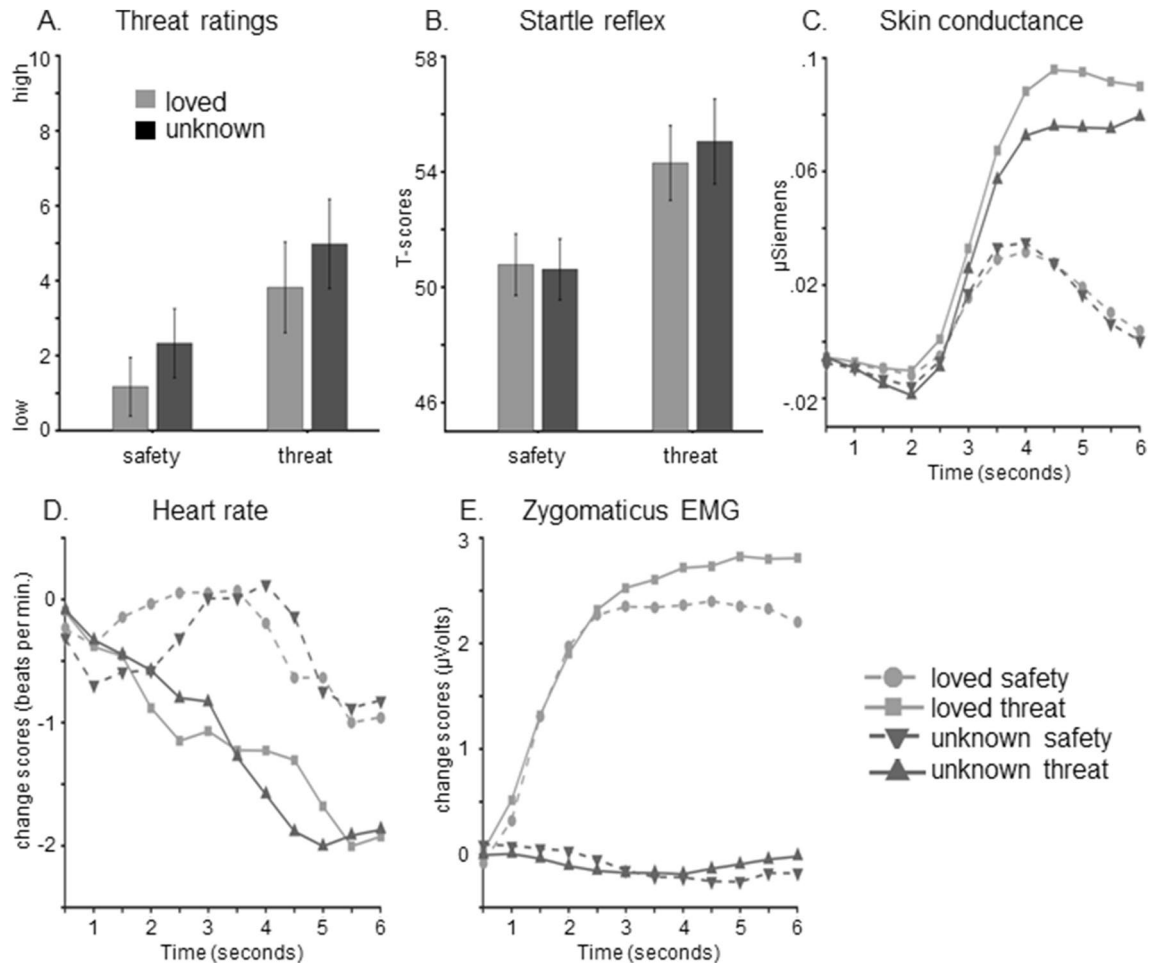 A. Threat ratings
high
10
8
6
4
2
0
low
loved
unknown
safety threat
B. Startle reflex
T-scores
58
54
50
46
safety threat
C. Skin conductance
µSiemens
.1
.06
.02
-.02
1 2 3 4 5 6
Time (seconds)
D. Heart rate
change scores (beats per min.)
0
-1
-2
1 2 3 4 5 6
Time (seconds)
E. Zygomaticus EMG
change scores (µVolts)
3
2
1
0
1 2 3 4 5 6
Time (seconds)
loved safety
loved threat
unknown safety
unknown threat